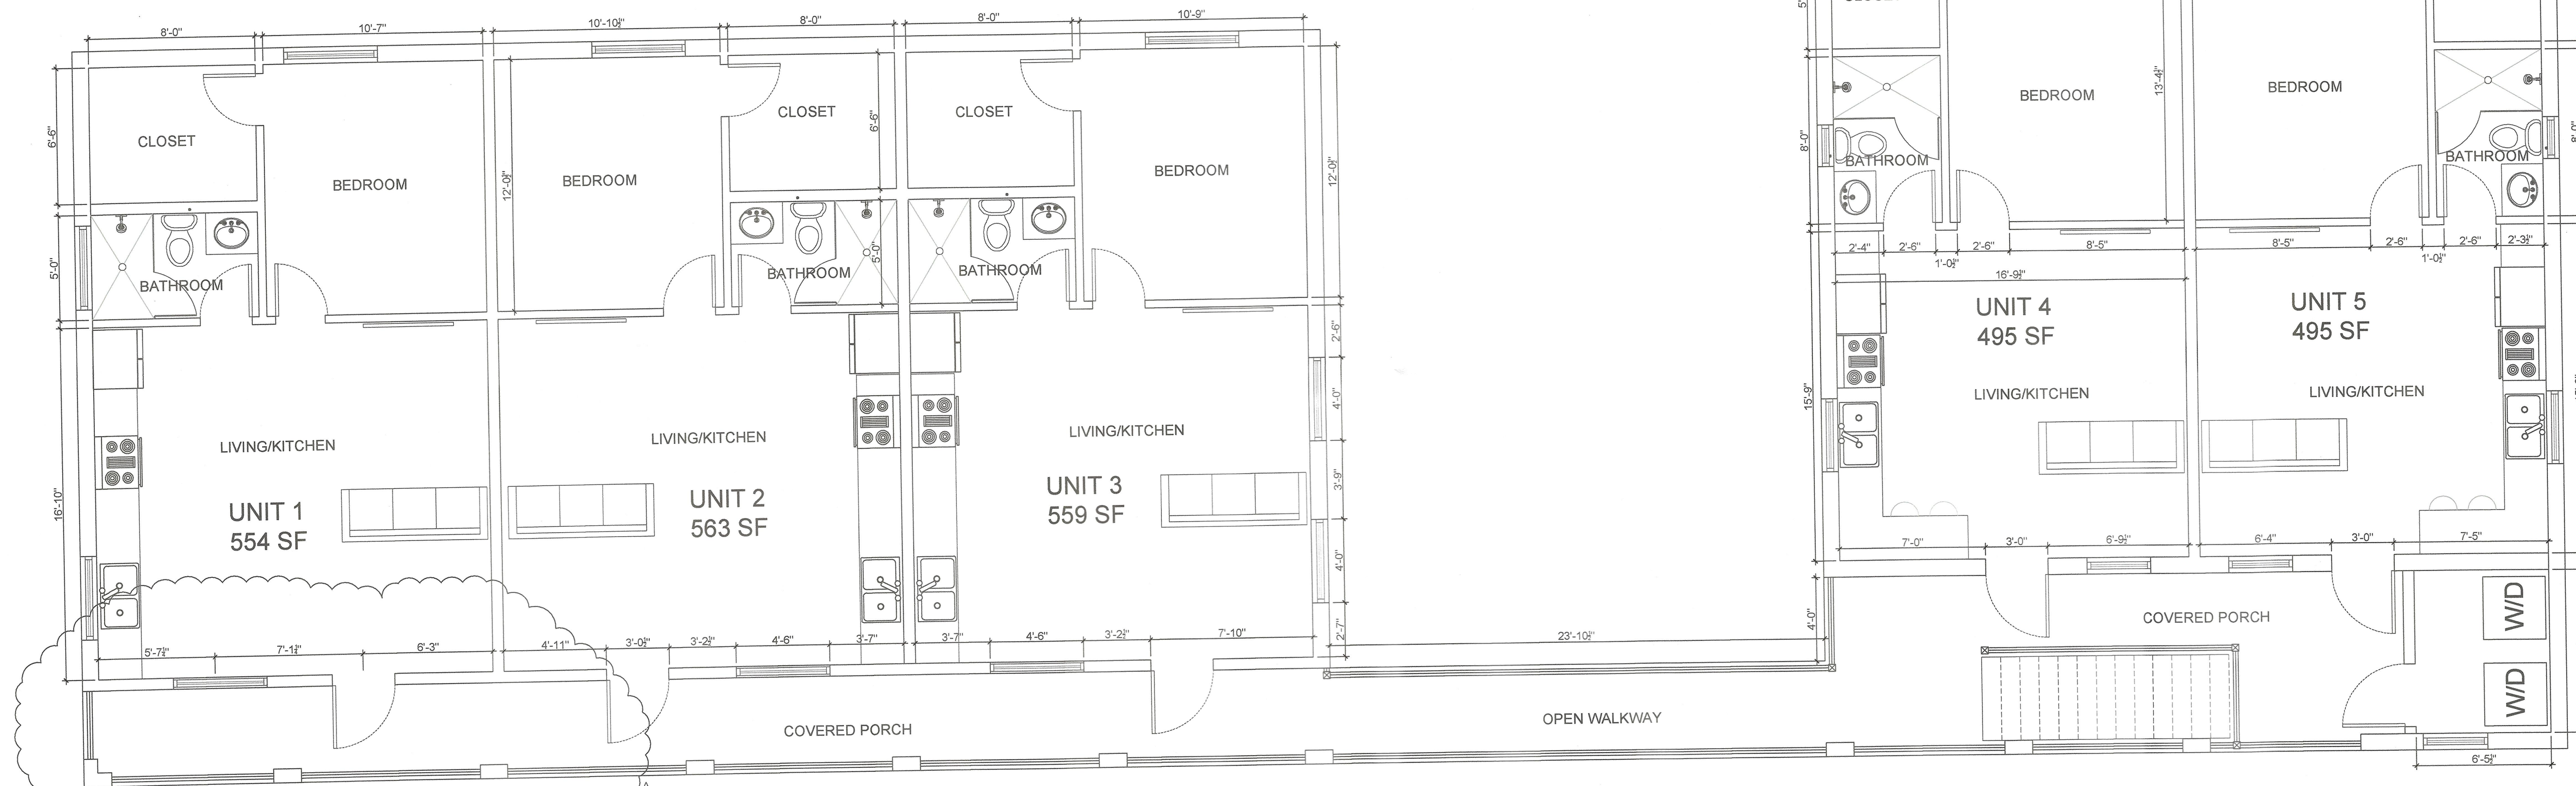 8'-0"
10'-7"
10'-10½"
8'-0"
8'-0"
10'-9"
6'-6"
CLOSET
BEDROOM
12'-0¾"
BEDROOM
CLOSET
6'-6"
CLOSET
BEDROOM
12'-0¾"
5'-0"
BATHROOM
BATHROOM
5'-0"
BATHROOM
2'-6"
4'-0"
3'-9"
4'-0"
2'-7"
16'-10"
LIVING/KITCHEN
UNIT 1
554 SF
LIVING/KITCHEN
UNIT 2
563 SF
LIVING/KITCHEN
UNIT 3
559 SF
5'-7¼"
7'-1½"
6'-3"
4'-11"
3'-0½"
3'-2½"
4'-6"
3'-7"
3'-7"
4'-6"
3'-2½"
7'-10"
COVERED PORCH
23'-10½"
4'-0"
OPEN WALKWAY
BEDROOM
13'-4½"
BEDROOM
8'-0"
BATHROOM
BATHROOM
2'-4"
2'-6"
1'-0½"
2'-6"
8'-5"
8'-5"
2'-6"
1'-0½"
2'-6"
2'-3½"
16'-9½"
UNIT 4
495 SF
UNIT 5
495 SF
15'-9"
LIVING/KITCHEN
LIVING/KITCHEN
7'-0"
3'-0"
6'-9½"
6'-4"
3'-0"
7'-5"
COVERED PORCH
W/D
W/D
6'-5½"